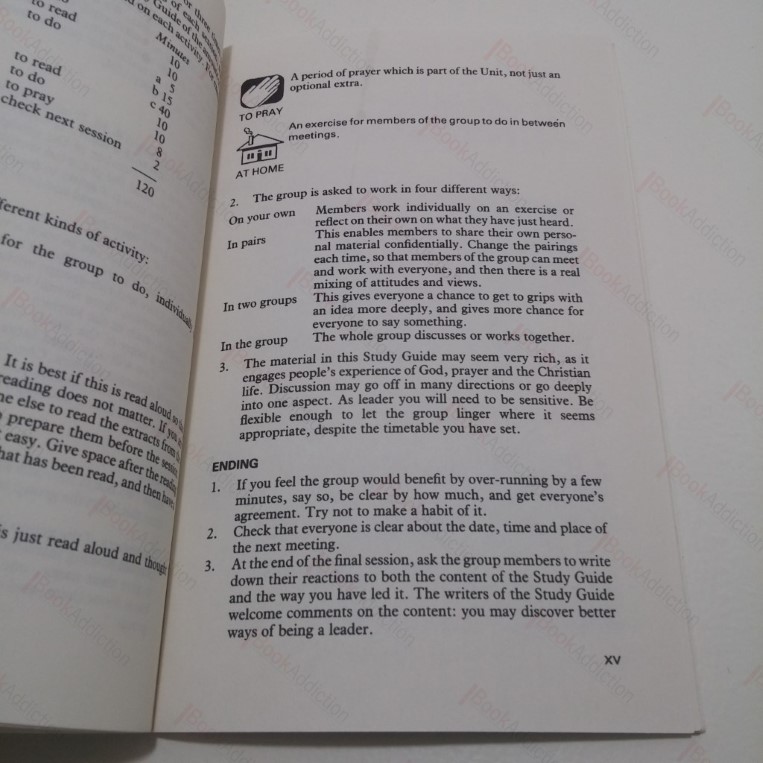 to read
to do
Minutes
10
10
to read
a 5
to do
b 15
to pray
c 40
check next session
10
10
8
2
120
ferent kinds of activity:
for the group to do, individually
It is best if this is read aloud so
reading does not matter. If you
ne else to read the extracts from
prepare them before the session
easy. Give space after the reading
hat has been read, and then have
s just read aloud and though
A period of prayer which is part of the Unit, not just an
optional extra.
TO PRAY
An exercise for members of the group to do in between
meetings.
AT HOME
2. The group is asked to work in four different ways:
On your own Members work individually on an exercise or
reflect on their own on what they have just heard.
In pairs This enables members to share their own perso-
nal material confidentially. Change the pairings
each time, so that members of the group can meet
and work with everyone, and then there is a real
mixing of attitudes and views.
In two groups This gives everyone a chance to get to grips with
an idea more deeply, and gives more chance for
everyone to say something.
In the group The whole group discusses or works together.
3. The material in this Study Guide may seem very rich, as it
engages people's experience of God, prayer and the Christian
life. Discussion may go off in many directions or go deeply
into one aspect. As leader you will need to be sensitive. Be
flexible enough to let the group linger where it seems
appropriate, despite the timetable you have set.
ENDING
1. If you feel the group would benefit by over-running by a few
minutes, say so, be clear by how much, and get everyone's
agreement. Try not to make a habit of it.
2. Check that everyone is clear about the date, time and place of
the next meeting.
3. At the end of the final session, ask the group members to write
down their reactions to both the content of the Study Guide
and the way you have led it. The writers of the Study Guide
welcome comments on the content: you may discover better
ways of being a leader.
XV
BookAddiction